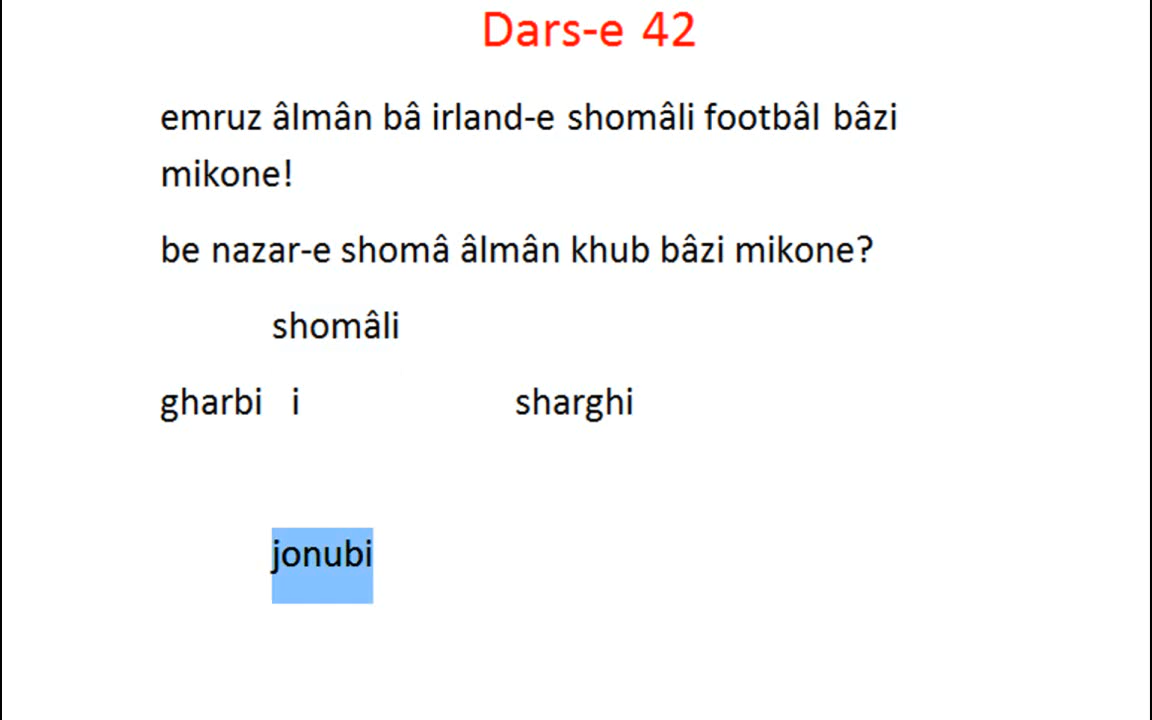 Dars-e 42
emruz âlmân bâ irland-e shomâli footbâl bâzi
mikone!
be nazar-e shomâ âlmân khub bâzi mikone?
shomâli
gharbi i sharghi
jonubi